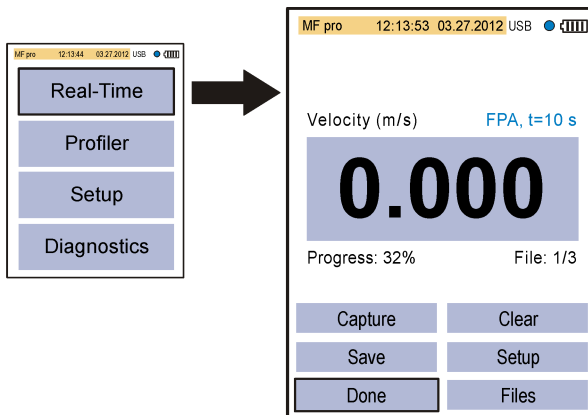 MF pro 12:13:44 03.27.2012 USB
Real-Time
Profiler
Setup
Diagnostics
MF pro 12:13:53 03.27.2012 USB
Velocity (m/s) FPA, t=10 s
0.000
Progress: 32% File: 1/3
Capture Clear
Save Setup
Done Files